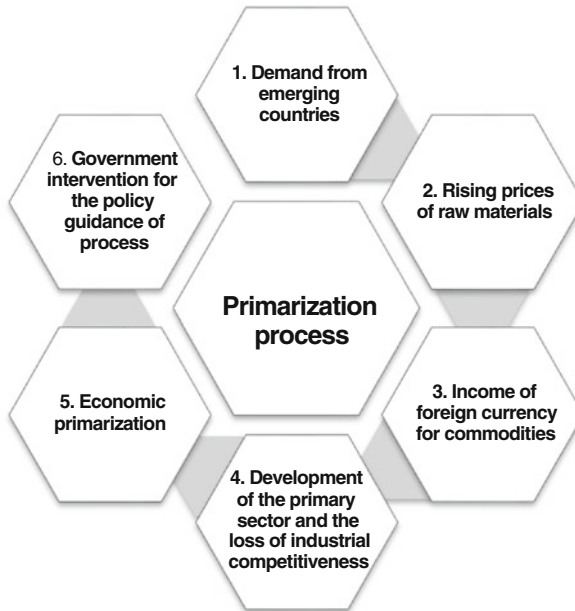 1. Demand from
emerging
countries
2. Rising prices
of raw materials
3. Income of
foreign currency
for commodities
4. Development
of the primary
sector and the
loss of industrial
competitiveness
5. Economic
primarization
6. Government
intervention for
the policy
guidance of
process
Primarization
process